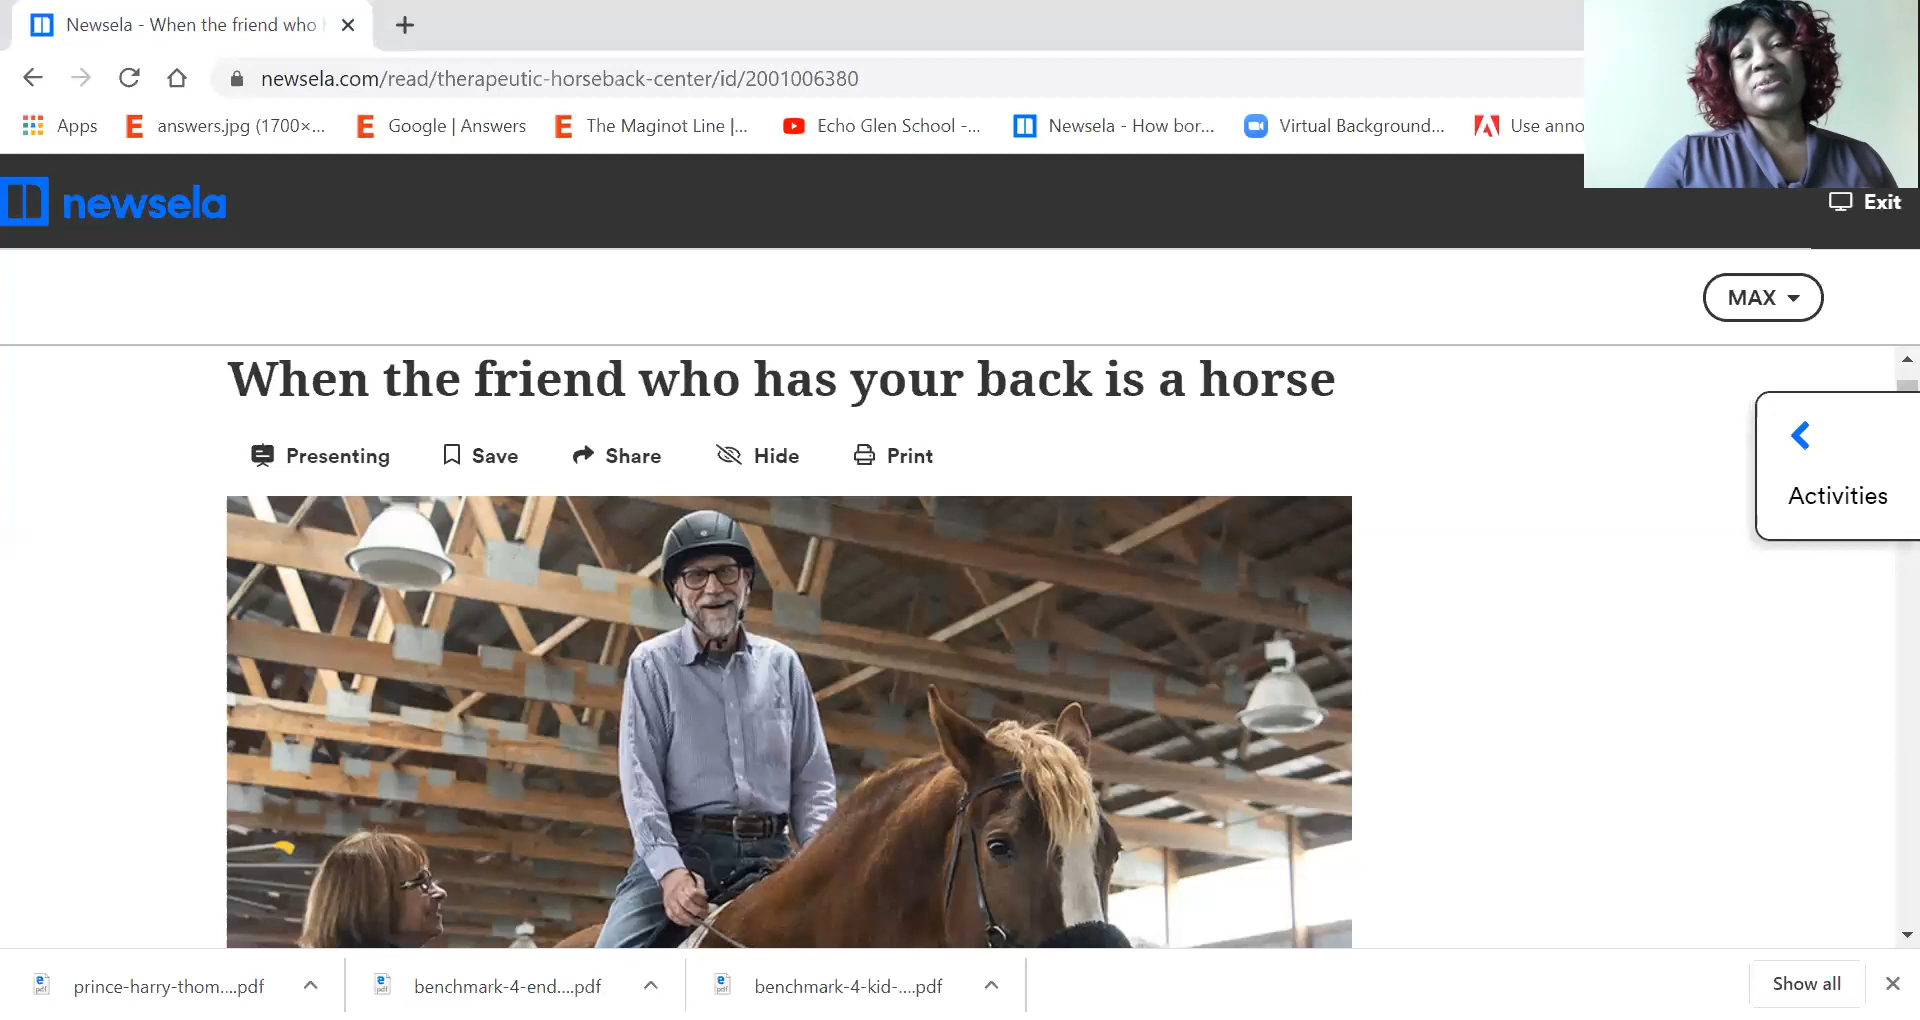 Newsela - When the friend who
newsela.com/read/therapeutic-horseback-center/id/2001006380
Apps
answers.jpg (1700×...
Google | Answers
The Maginot Line |...
Echo Glen School -...
Newsela - How bor...
Virtual Background...
Use anno
newsela
Exit
MAX
When the friend who has your back is a horse
Presenting
Save
Share
Hide
Print
Activities
prince-harry-thom....pdf
benchmark-4-end....pdf
benchmark-4-kid-....pdf
Show all